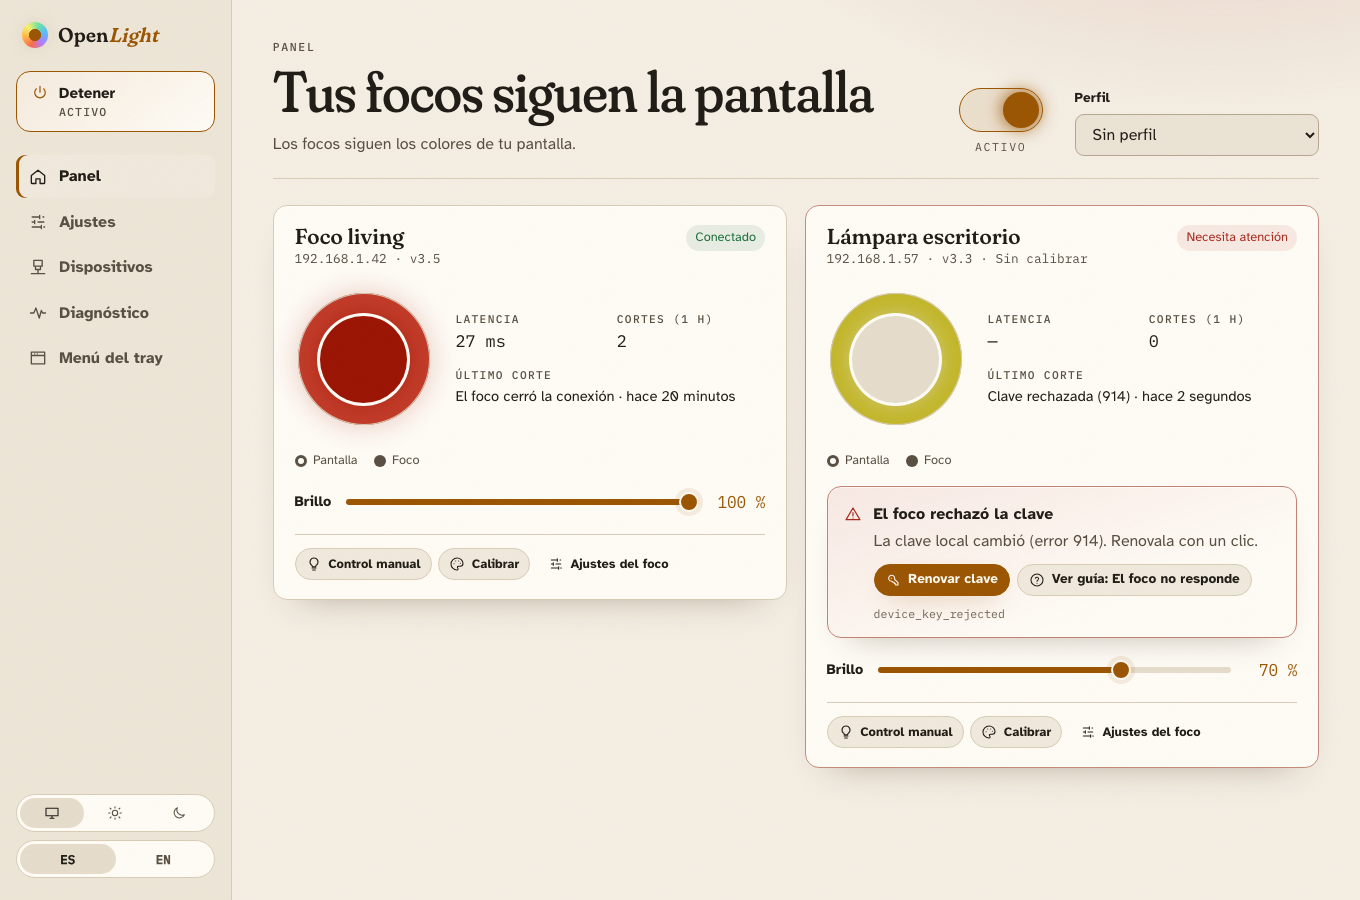 OpenLight
Detener
ACTIVO
Panel
Ajustes
Dispositivos
Diagnóstico
Menú del tray
ES EN
PANEL
Tus focos siguen la pantalla
Los focos siguen los colores de tu pantalla.
ACTIVO
Perfil
Sin perfil
Foco living
Conectado
192.168.1.42 · v3.5
LATENCIA CORTES (1 H)
27 ms 2
ÚLTIMO CORTE
El foco cerró la conexión · hace 20 minutos
Pantalla Foco
Brillo 100 %
Control manual Calibrar Ajustes del foco
Lámpara escritorio
Necesita atención
192.168.1.57 · v3.3 · Sin calibrar
LATENCIA CORTES (1 H)
— 0
ÚLTIMO CORTE
Clave rechazada (914) · hace 2 segundos
Pantalla Foco
El foco rechazó la clave
La clave local cambió (error 914). Renovala con un clic.
Renovar clave Ver guía: El foco no responde
device_key_rejected
Brillo 70 %
Control manual Calibrar Ajustes del foco